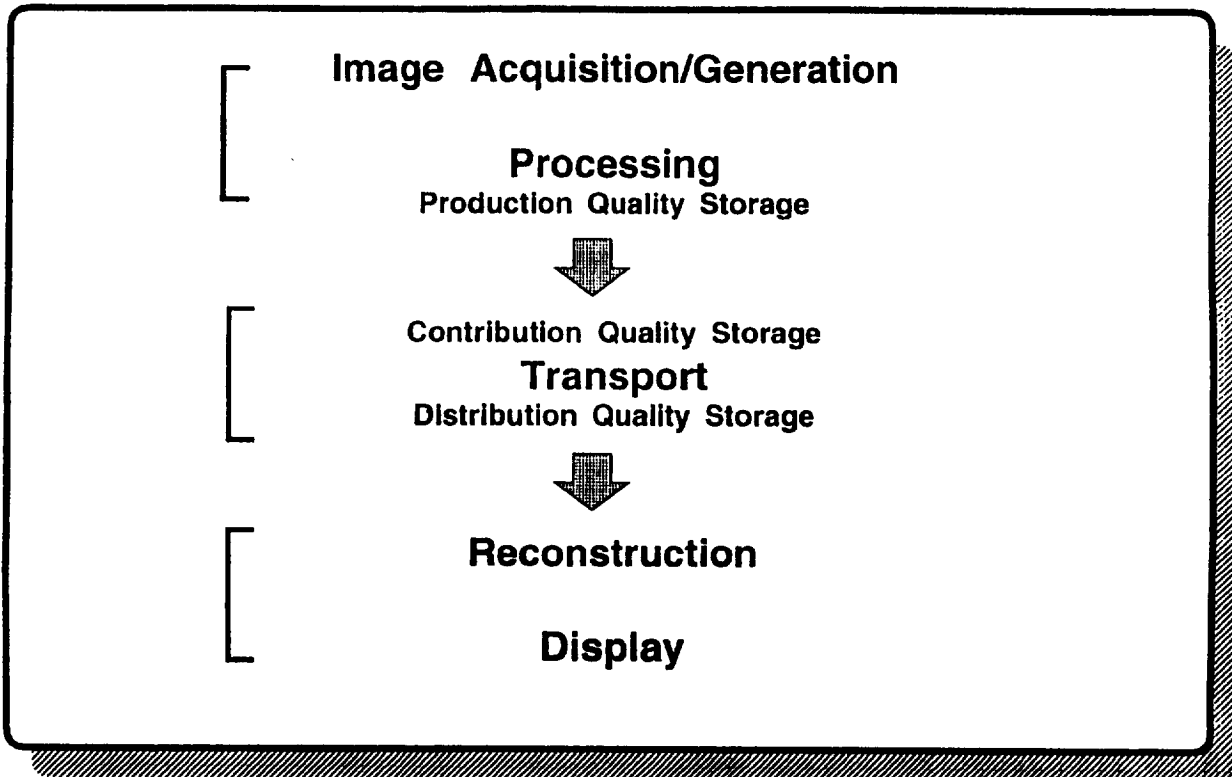 Image Acquisition/Generation
Processing
Production Quality Storage
Contribution Quality Storage
Transport
Distribution Quality Storage
Reconstruction
Display